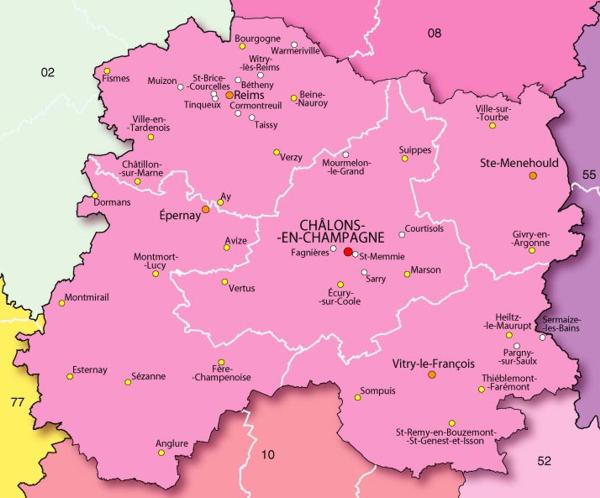 08
02
Bourgogne
Warmeriville
Witry-
-lès-Reims
Fismes
Muizon
St-Brice-
-Courcelles
Bétheny
Reims
Tinqueux
Cormontreuil
Beine-
-Nauroy
Taissy
Ville-en-
-Tardenois
Ville-sur-
-Tourbe
Verzy
Suippes
Mourmelon-
-le-Grand
Ste-Menehould
55
Châtillon-
-sur-Marne
Dormans
Ay
Épernay
CHÂLONS-
-EN-CHAMPAGNE
Courtisols
Avize
Fagnières
St-Memmie
Givry-en-
-Argonne
Montmort-
-Lucy
Sarry
Marson
Vertus
Écury-
-sur-Coole
Montmirail
Heiltz-
-le-Maurupt
Sermaize-
-les-Bains
Pargny-
-sur-Saulx
Vitry-le-François
Esternay
Sézanne
Fère-
-Champenoise
Thiéblemont-
-Farémont
Sompuis
77
St-Remy-en-Bouzemont-
-St-Genest-et-Isson
Anglure
10
52